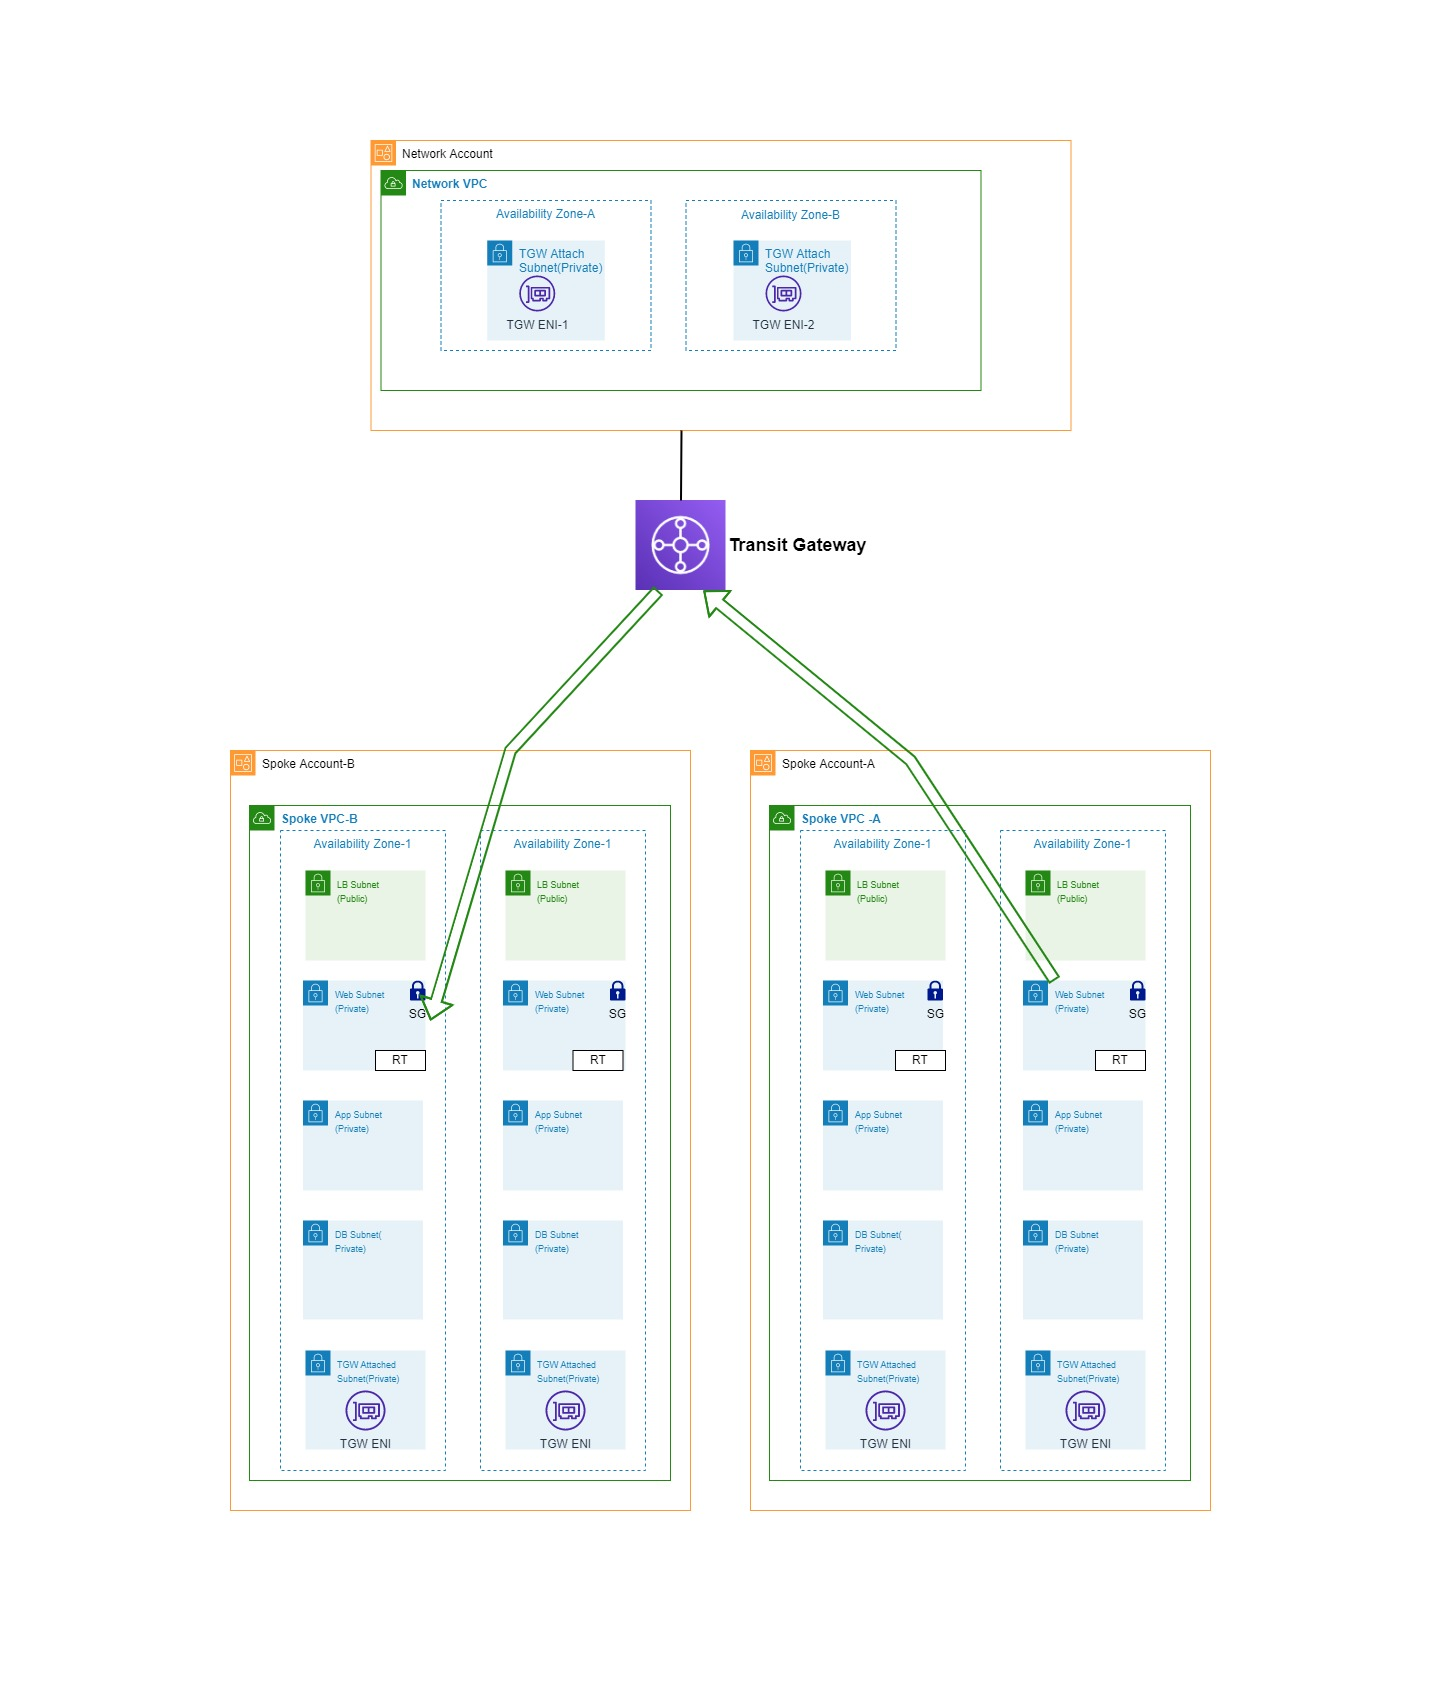 Network Account
Network VPC
Availability Zone-A
TGW Attach
Subnet(Private)
TGW ENI-1
Availability Zone-B
TGW Attach
Subnet(Private)
TGW ENI-2
Transit Gateway
Spoke Account-B
Spoke VPC-B
Availability Zone-1
LB Subnet
(Public)
Web Subnet
(Private)
SG
RT
App Subnet
(Private)
DB Subnet(
Private)
TGW Attached
Subnet(Private)
TGW ENI
Availability Zone-1
LB Subnet
(Public)
Web Subnet
(Private)
SG
RT
App Subnet
(Private)
DB Subnet
(Private)
TGW Attached
Subnet(Private)
TGW ENI
Spoke Account-A
Spoke VPC -A
Availability Zone-1
LB Subnet
(Public)
Web Subnet
(Private)
SG
RT
App Subnet
(Private)
DB Subnet(
Private)
TGW Attached
Subnet(Private)
TGW ENI
Availability Zone-1
LB Subnet
(Public)
Web Subnet
(Private)
SG
RT
App Subnet
(Private)
DB Subnet
(Private)
TGW Attached
Subnet(Private)
TGW ENI